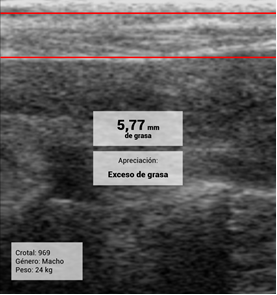 5,77 mm
de grasa
Apreciación:
Exceso de grasa
Crotal: 969
Género: Macho
Peso: 24 kg